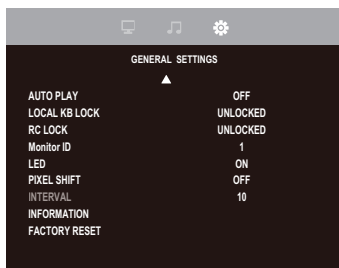 GENERAL SETTINGS
AUTO PLAY OFF
LOCAL KB LOCK UNLOCKED
RC LOCK UNLOCKED
Monitor ID 1
LED ON
PIXEL SHIFT OFF
INTERVAL 10
INFORMATION
FACTORY RESET